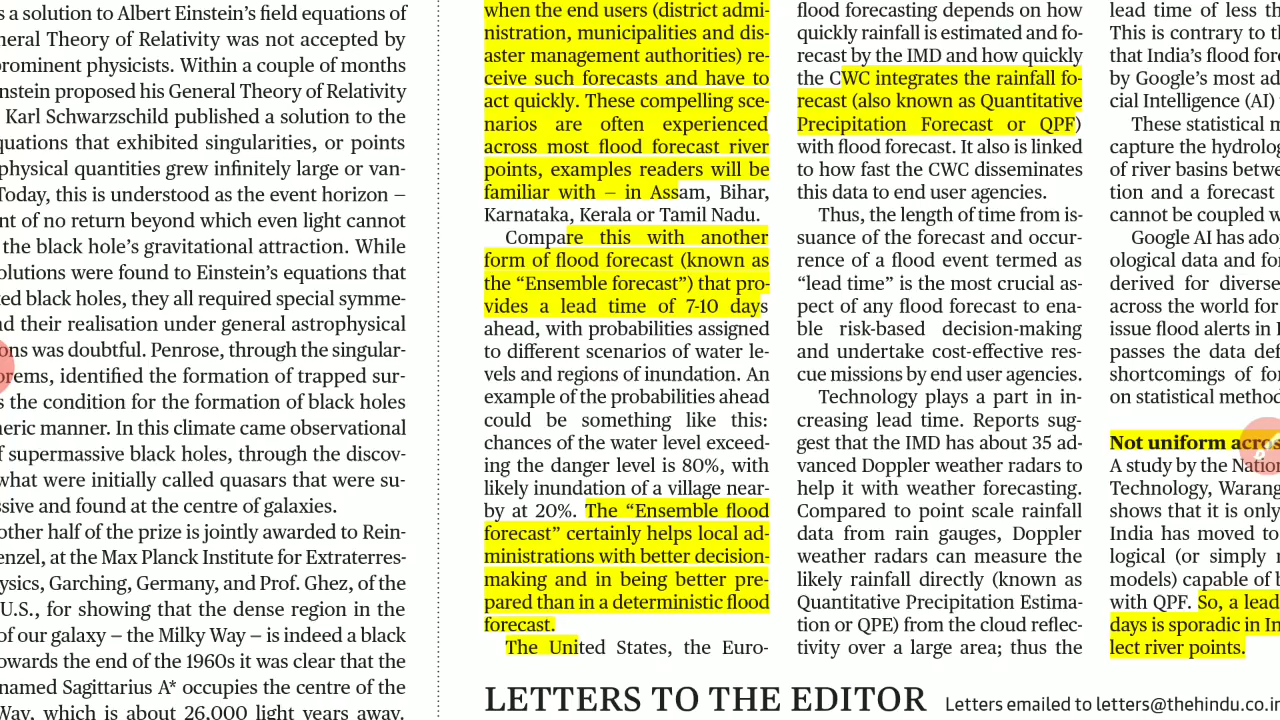 s a solution to Albert Einstein's field equations of
neral Theory of Relativity was not accepted by
prominent physicists. Within a couple of months
nstein proposed his General Theory of Relativity
Karl Schwarzschild published a solution to the
quations that exhibited singularities, or points
physical quantities grew infinitely large or van-
Today, this is understood as the event horizon –
nt of no return beyond which even light cannot
the black hole's gravitational attraction. While
olutions were found to Einstein's equations that
ted black holes, they all required special symme-
nd their realisation under general astrophysical
ons was doubtful. Penrose, through the singular-
orems, identified the formation of trapped sur-
s the condition for the formation of black holes
neric manner. In this climate came observational
f supermassive black holes, through the discov-
what were initially called quasars that were su-
ssive and found at the centre of galaxies.
other half of the prize is jointly awarded to Rein-
enzel, at the Max Planck Institute for Extraterres-
ysics, Garching, Germany, and Prof. Ghez, of the
U.S., for showing that the dense region in the
of our galaxy – the Milky Way – is indeed a black
owards the end of the 1960s it was clear that the
named Sagittarius A* occupies the centre of the
Way, which is about 26,000 light years away.
when the end users (district admi-
nistration, municipalities and dis-
aster management authorities) re-
ceive such forecasts and have to
act quickly. These compelling sce-
narios are often experienced
across most flood forecast river
points, examples readers will be
familiar with – in Assam, Bihar,
Karnataka, Kerala or Tamil Nadu.
Compare this with another
form of flood forecast (known as
the "Ensemble forecast") that pro-
vides a lead time of 7-10 days
ahead, with probabilities assigned
to different scenarios of water le-
vels and regions of inundation. An
example of the probabilities ahead
could be something like this:
chances of the water level exceed-
ing the danger level is 80%, with
likely inundation of a village near-
by at 20%. The "Ensemble flood
forecast" certainly helps local ad-
ministrations with better decision-
making and in being better pre-
pared than in a deterministic flood
forecast.
The United States, the Euro-
flood forecasting depends on how
quickly rainfall is estimated and fo-
recast by the IMD and how quickly
the CWC integrates the rainfall fo-
recast (also known as Quantitative
Precipitation Forecast or QPF)
with flood forecast. It also is linked
to how fast the CWC disseminates
this data to end user agencies.
Thus, the length of time from is-
suance of the forecast and occur-
rence of a flood event termed as
"lead time" is the most crucial as-
pect of any flood forecast to ena-
ble risk-based decision-making
and undertake cost-effective res-
cue missions by end user agencies.
Technology plays a part in in-
creasing lead time. Reports sug-
gest that the IMD has about 35 ad-
vanced Doppler weather radars to
help it with weather forecasting.
Compared to point scale rainfall
data from rain gauges, Doppler
weather radars can measure the
likely rainfall directly (known as
Quantitative Precipitation Estima-
tion or QPE) from the cloud reflec-
tivity over a large area; thus the
lead time of less th
This is contrary to th
that India's flood fore
by Google's most ad
cial Intelligence (AI)
These statistical m
capture the hydrolog
of river basins betwe
tion and a forecast
cannot be coupled w
Google AI has adop
ological data and for
derived for diverse
across the world for
issue flood alerts in I
passes the data def
shortcomings of for
on statistical method
Not uniform acros
A study by the Nation
Technology, Warang
shows that it is only
India has moved to
logical (or simply n
models) capable of b
with QPF. So, a lead
days is sporadic in In
lect river points.
LETTERS TO THE EDITOR Letters emailed to letters@thehindu.co.in